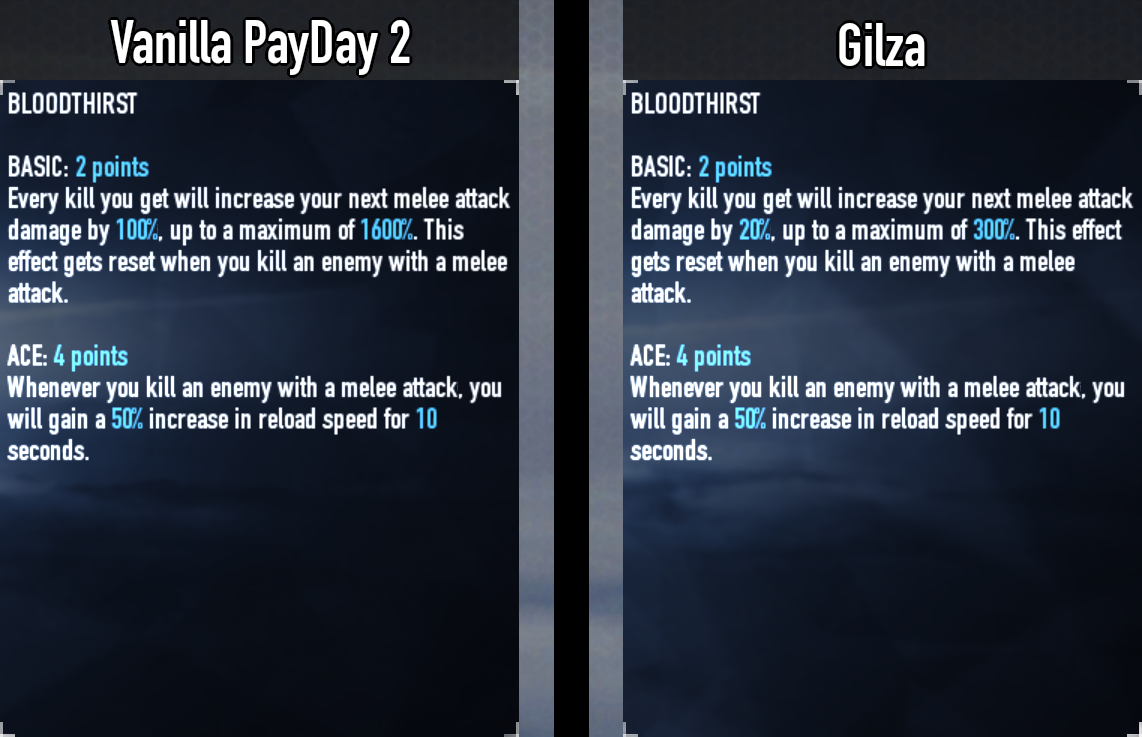 Vanilla PayDay 2
BLOODTHIRST
BASIC: 2 points
Every kill you get will increase your next melee attack
damage by 100%, up to a maximum of 1600%. This
effect gets reset when you kill an enemy with a melee
attack.
ACE: 4 points
Whenever you kill an enemy with a melee attack, you
will gain a 50% increase in reload speed for 10
seconds.
Gilza
BLOODTHIRST
BASIC: 2 points
Every kill you get will increase your next melee attack
damage by 20%, up to a maximum of 300%. This effect
gets reset when you kill an enemy with a melee
attack.
ACE: 4 points
Whenever you kill an enemy with a melee attack, you
will gain a 50% increase in reload speed for 10
seconds.